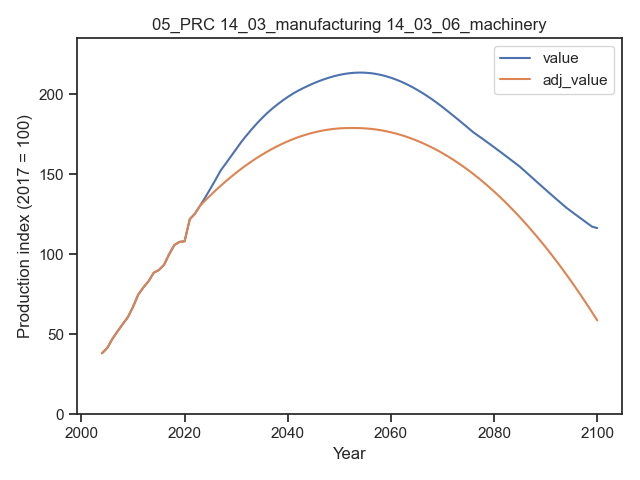 05_PRC 14_03_manufacturing 14_03_06_machinery
value
adj_value
Production index (2017 = 100)
200
150
100
50
0
2000 2020 2040 2060 2080 2100
Year